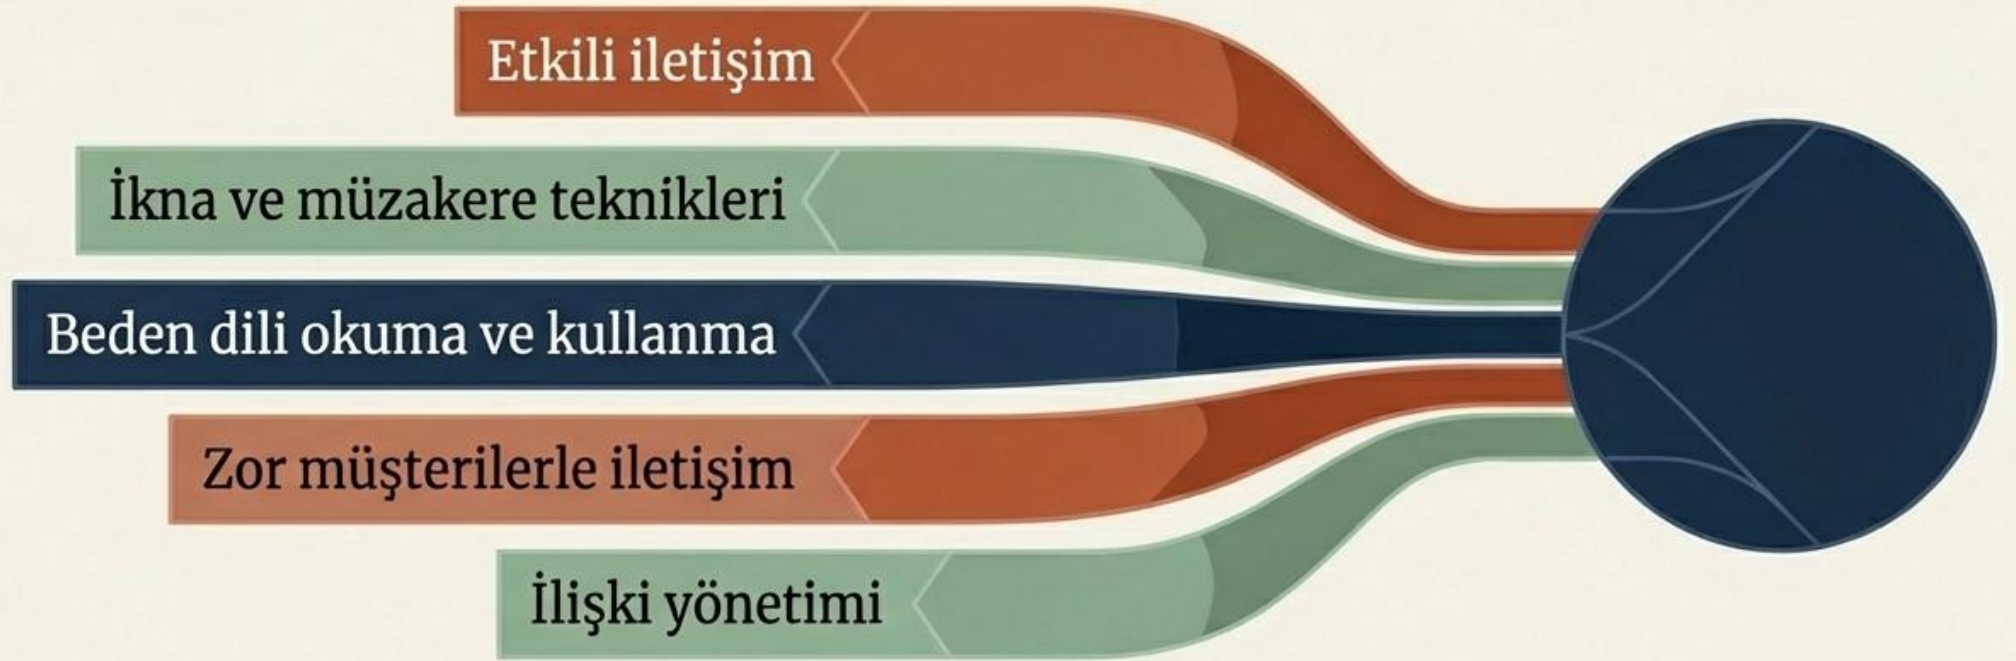 Etkili iletişim
İkna ve müzakere teknikleri
Beden dili okuma ve kullanma
Zor müşterilerle iletişim
İlişki yönetimi